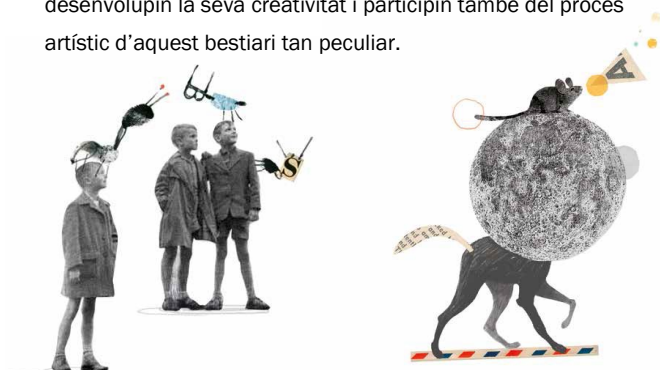 desenvolupin la seva creativitat i participin també del procés
artístic d'aquest bestiari tan peculiar.
B
S
A